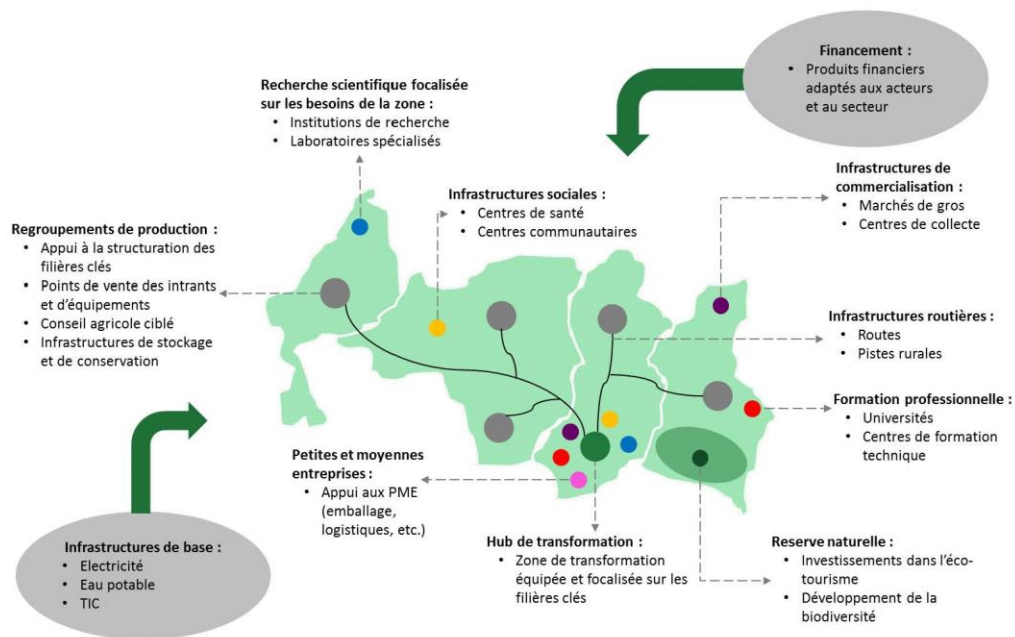 Financement :
• Produits financiers
adaptés aux acteurs
et au secteur
Recherche scientifique focalisée
sur les besoins de la zone :
• Institutions de recherche
• Laboratoires spécialisés
Infrastructures de
commercialisation :
• Marchés de gros
• Centres de collecte
Infrastructures sociales :
• Centres de santé
• Centres communautaires
Regroupements de production :
• Appui à la structuration des
filières clés
• Points de vente des intrants
et d'équipements
• Conseil agricole ciblé
• Infrastructures de stockage
et de conservation
Infrastructures routières :
• Routes
• Pistes rurales
Formation professionnelle :
• Universités
• Centres de formation
technique
Petites et moyennes
entreprises :
• Appui aux PME
(emballage,
logistiques, etc.)
Hub de transformation :
• Zone de transformation
équipée et focalisée sur les
filières clés
Reserve naturelle :
• Investissements dans l'éco-
tourisme
• Développement de la
biodiversité
Infrastructures de base :
• Electricité
• Eau potable
• TIC